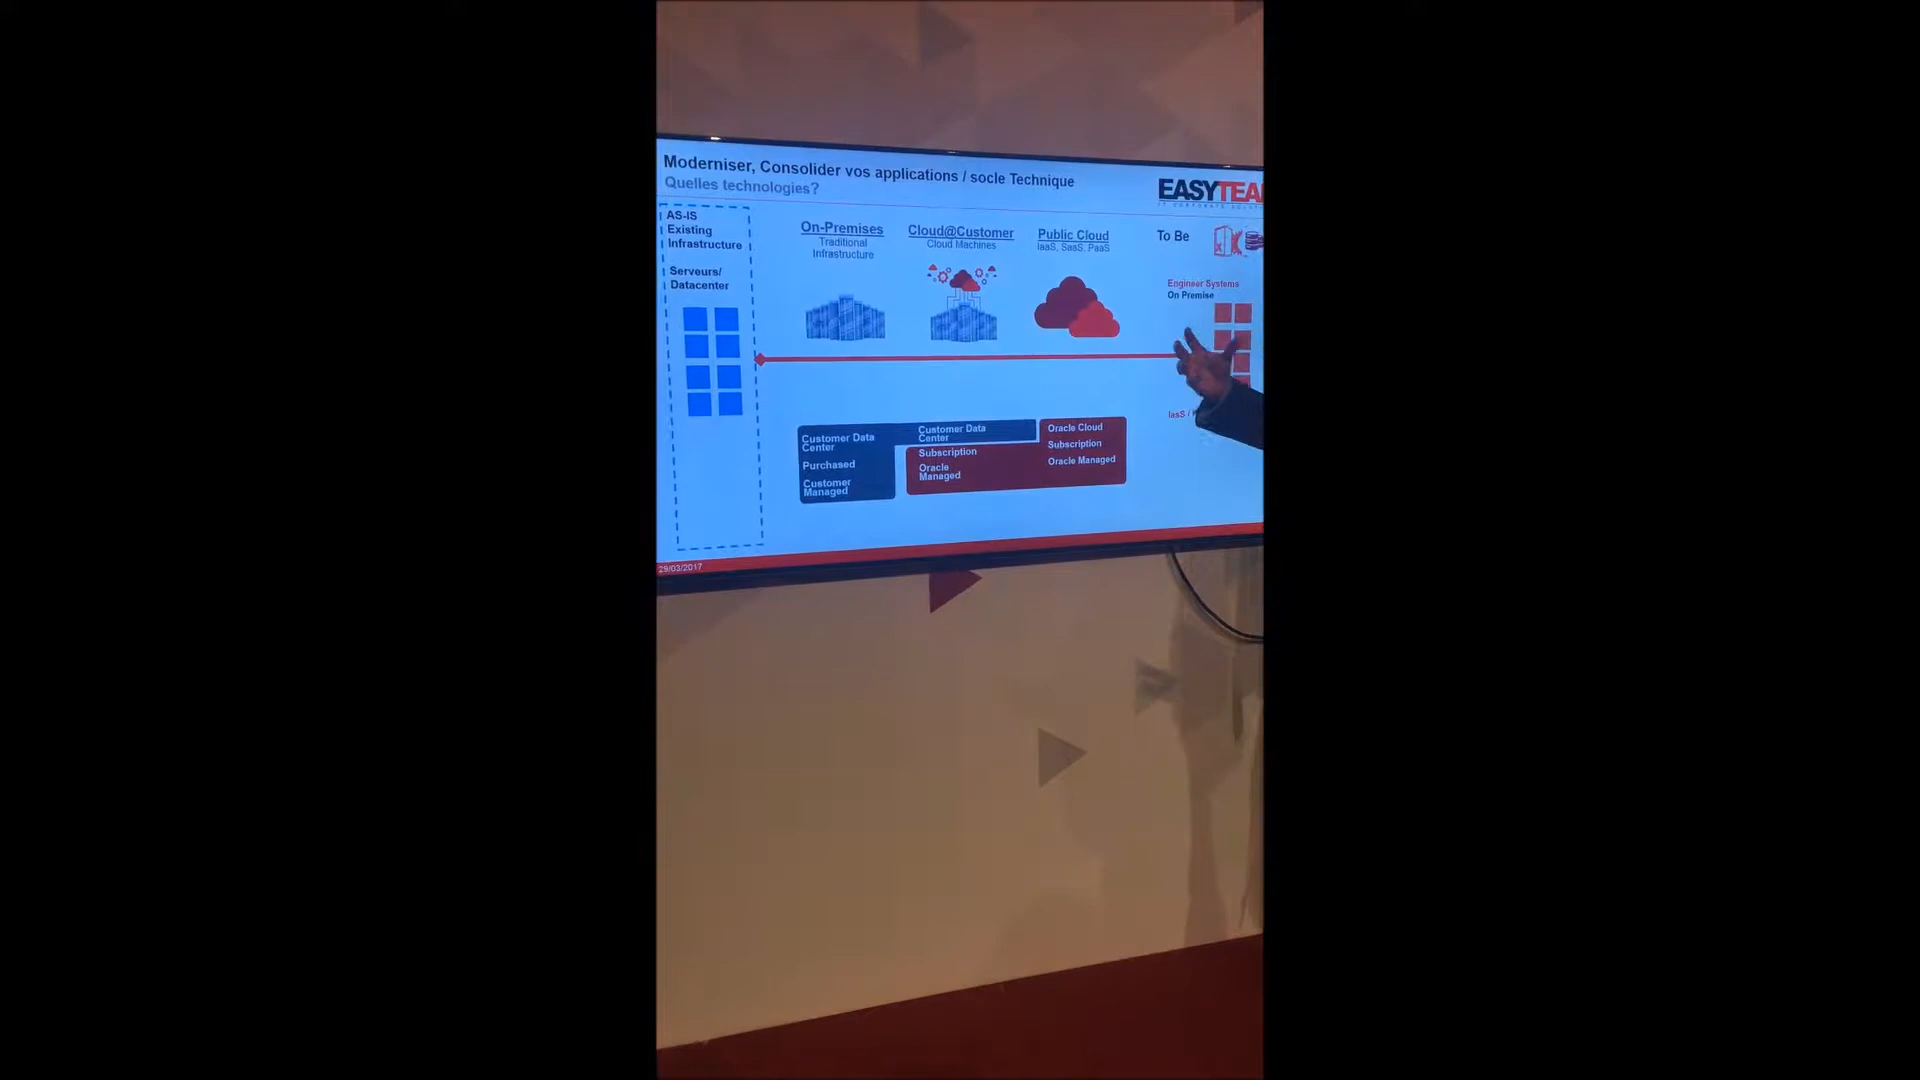 Moderniser, Consolider vos applications / socle Technique
Quelles technologies?
EASYTEA
AS-IS
Existing
Infrastructure
Serveurs/
Datacenter
On-Premises
Traditional
Infrastructure
Cloud@Customer
Cloud Machines
Public Cloud
IaaS, SaaS, PaaS
To Be
Engineer Systems
On Premise
IasS /
Customer Data
Center
Purchased
Customer
Managed
Customer Data
Center
Subscription
Oracle
Managed
Oracle Cloud
Subscription
Oracle Managed
29/03/2017